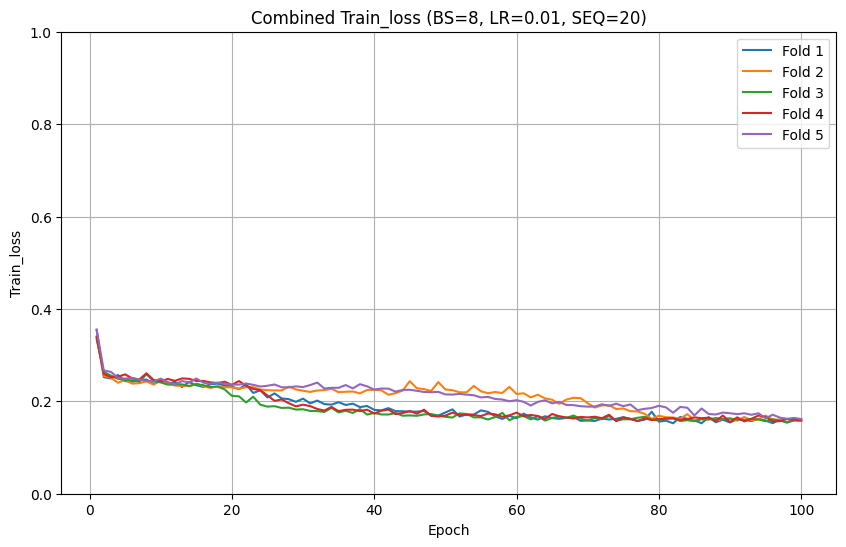 Combined Train_loss (BS=8, LR=0.01, SEQ=20)
1.0
0.8
0.6
0.4
0.2
0.0
Train_loss
Fold 1
Fold 2
Fold 3
Fold 4
Fold 5
0 20 40 60 80 100
Epoch